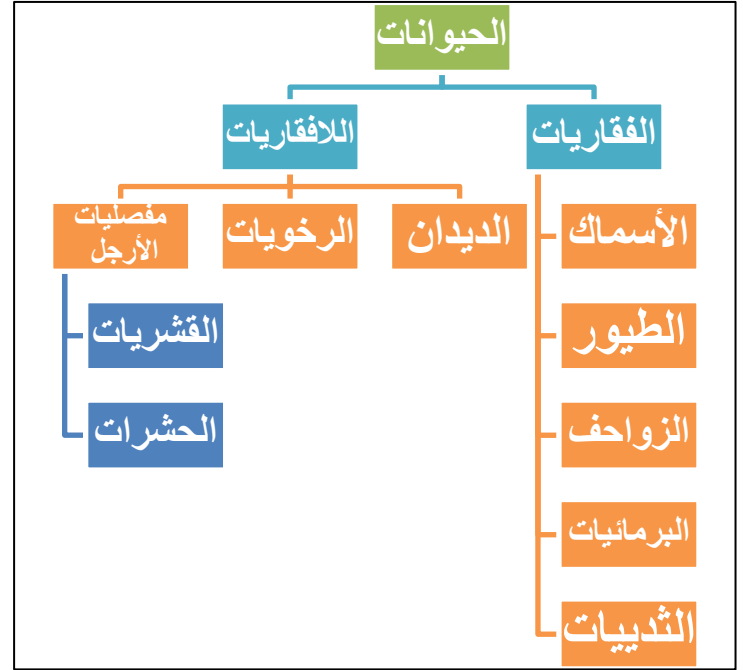 الحيوانات
الفقاريات
اللافقاريات
الأسماك
الطيور
الزواحف
البرمائيات
الثدييات
الديدان
الرخويات
مفصليات
الأرجل
القشريات
الحشرات